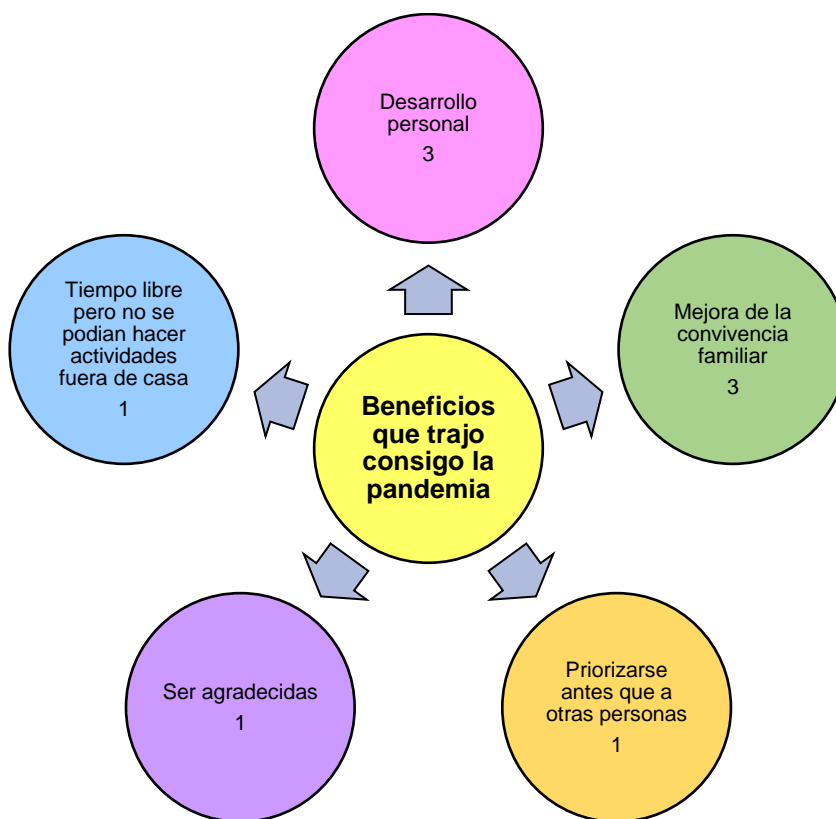 Desarrollo
personal
3
Mejora de la
convivencia
familiar
3
Priorizarse
antes que a
otras personas
1
Ser agradecidas
1
Tiempo libre
pero no se
podian hacer
actividades
fuera de casa
1
Beneficios
que trajo
consigo la
pandemia